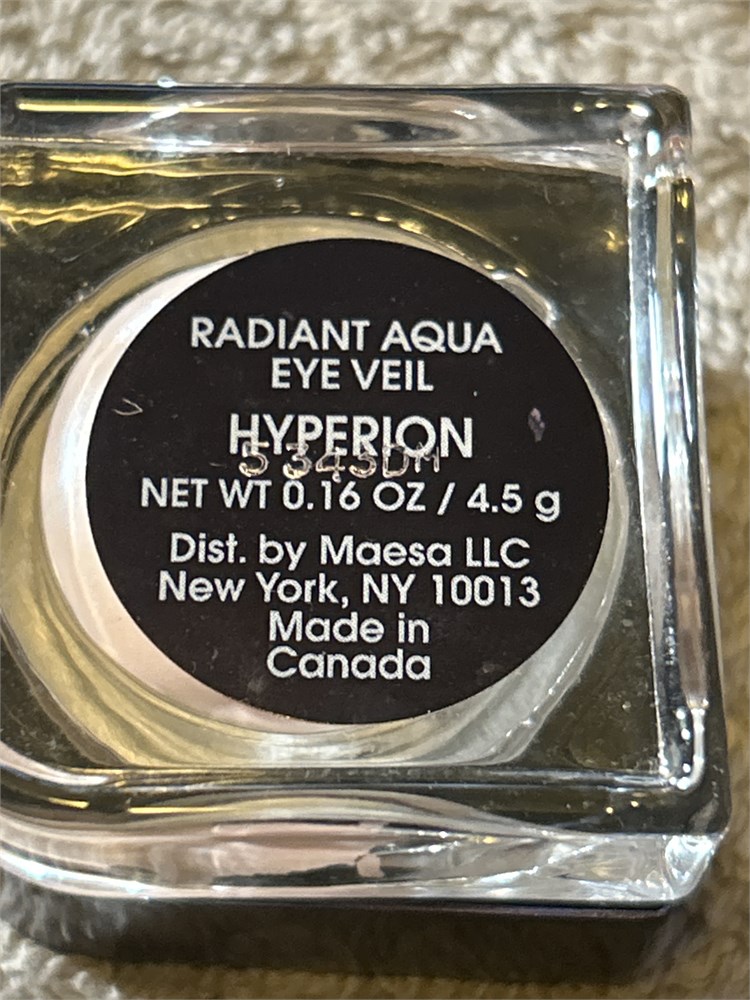 RADIANT AQUA
EYE VEIL
HYPERION
NET WT 0.16 OZ / 4.5 g
Dist. by Maesa LLC
New York, NY 10013
Made in
Canada